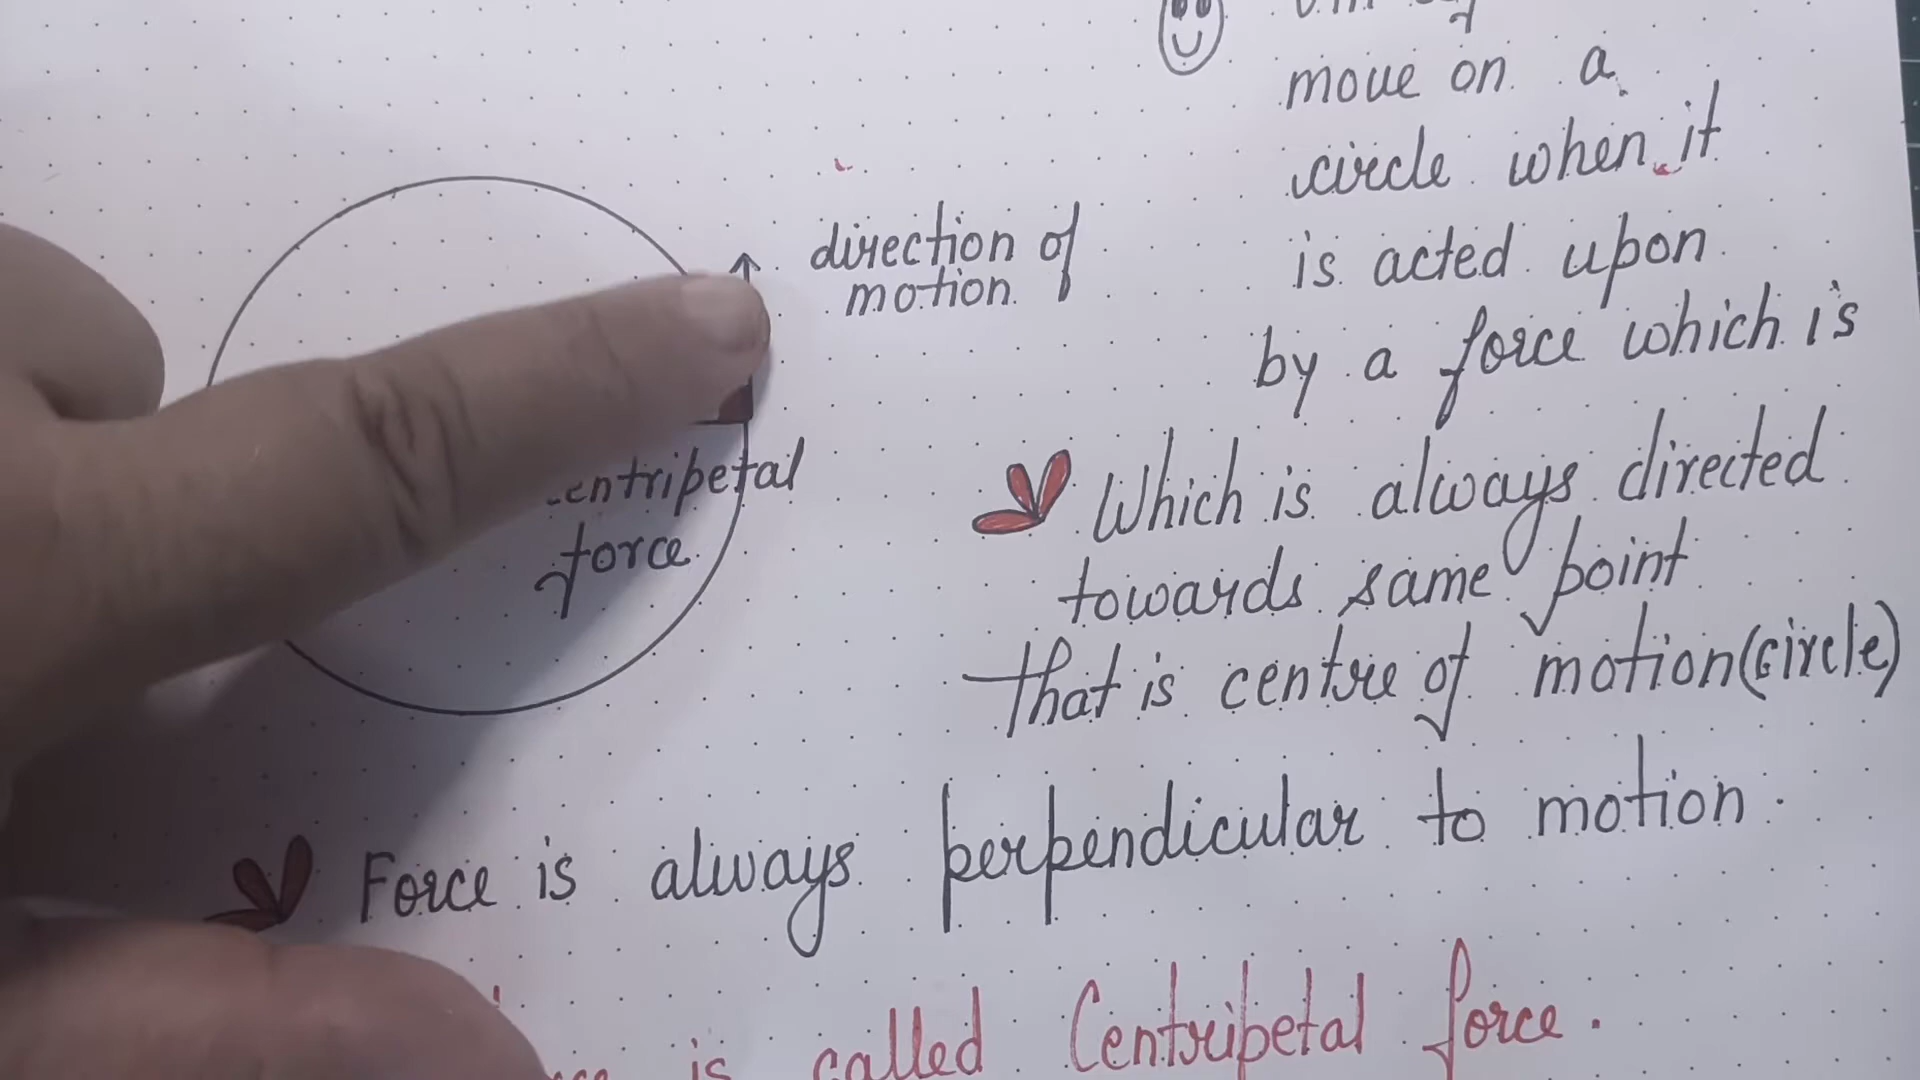 move on a
circle when it
is acted upon
by a force which is
direction of
motion
centripetal
force
Which is always directed
towards same point
that is centre of motion(circle)
Force is always perpendicular to motion.
is called Centripetal force.